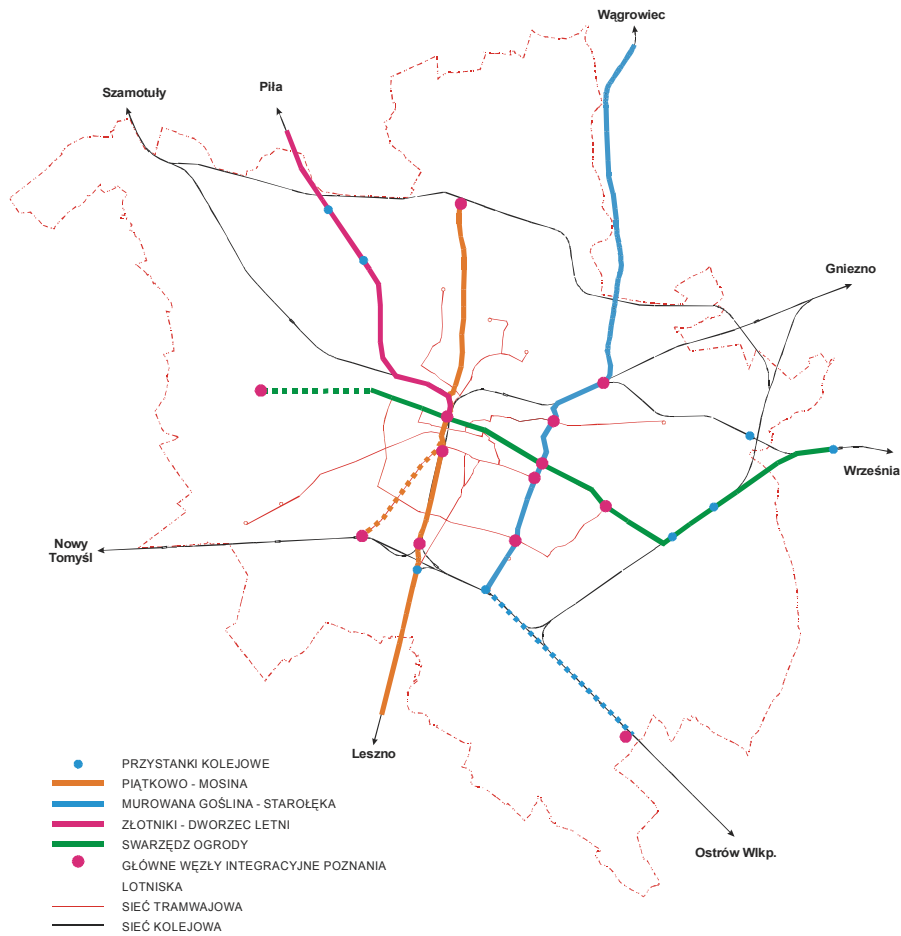 Wągrowiec
Piła
Szamotuły
Gniezno
Września
Nowy
Tomyśl
Leszno
Ostrów Wlkp.
PRZYSTANKI KOLEJOWE
PIĄTKOWO - MOSINA
MUROWANA GOŚLINA - STAROŁĘKA
ZŁOTNIKI - DWORZEC LETNI
SWARZĘDZ OGRODY
GŁÓWNE WĘZŁY INTEGRACYJNE POZNANIA
LOTNISKA
SIEĆ TRAMWAJOWA
SIEĆ KOLEJOWA